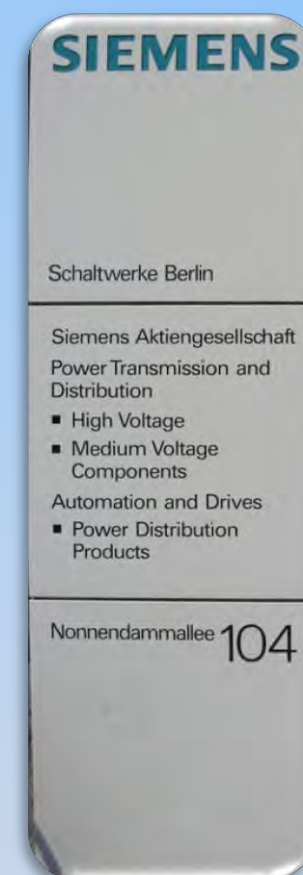 SIEMENS
Schaltwerke Berlin
Siemens Aktiengesellschaft
Power Transmission and
Distribution
▪ High Voltage
▪ Medium Voltage
Components
Automation and Drives
▪ Power Distribution
Products
Nonnendammallee 104